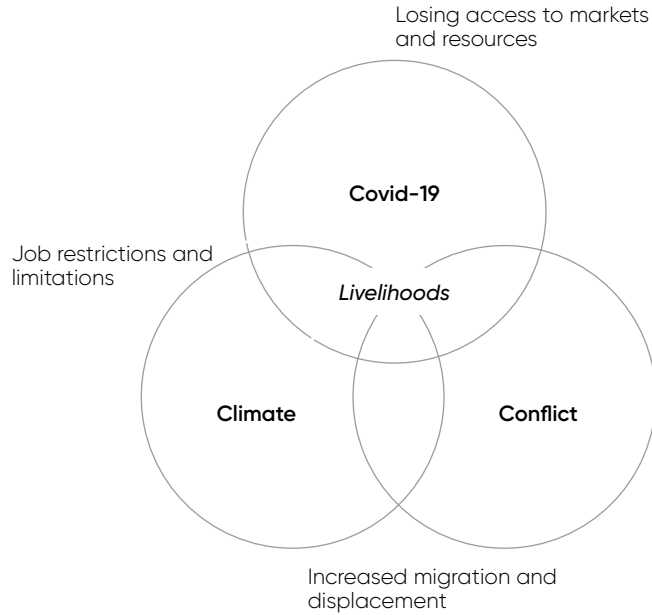 Losing access to markets
and resources
Covid-19
Job restrictions and
limitations
Livelihoods
Climate
Conflict
Increased migration and
displacement